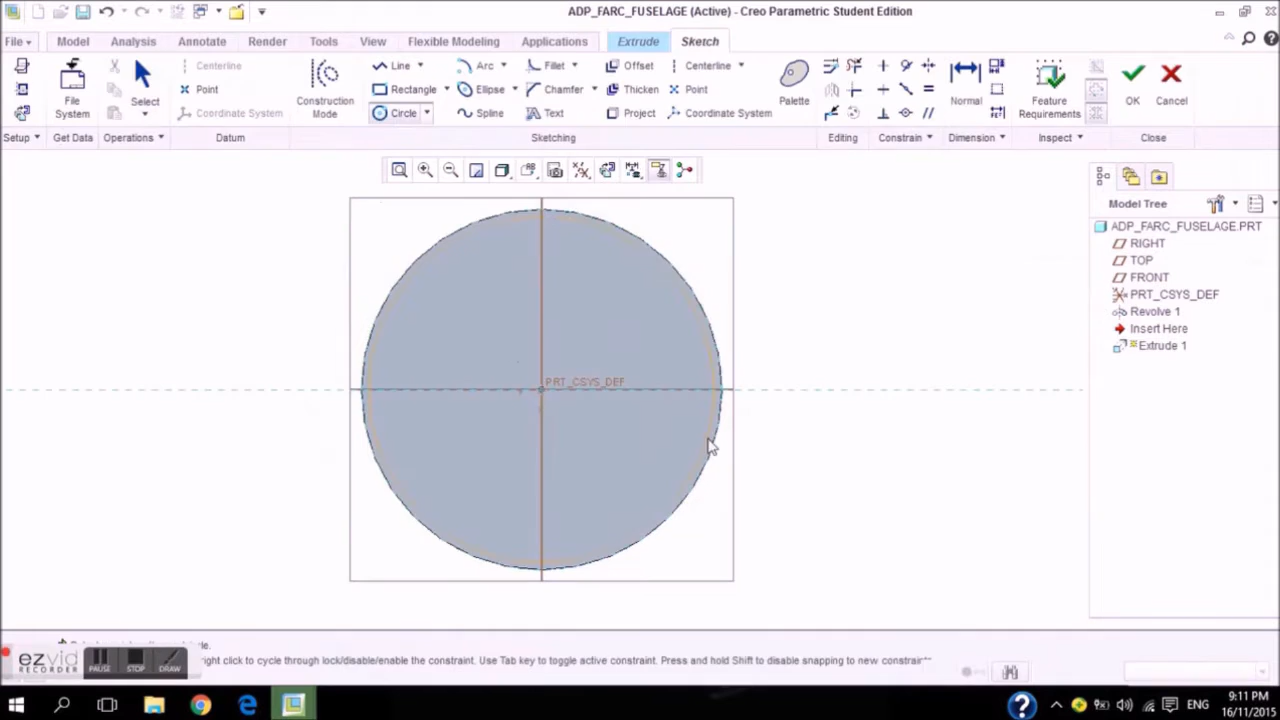 ADP_FARC_FUSELAGE (Active) - Creo Parametric Student Edition
File Model Analysis Annotate Render Tools View Flexible Modeling Applications Extrude Sketch
Centerline Line Arc Fillet Offset Centerline
Point Rectangle Ellipse Chamfer Thicken Point
Coordinate System Circle Spline Text Project Coordinate System
File System
Select
Construction Mode
Palette
Normal
Feature Requirements
OK
Cancel
Setup Get Data Operations Datum Sketching Editing Constrain Dimension Inspect Close
Model Tree
ADP_FARC_FUSELAGE.PRT
RIGHT
TOP
FRONT
PRT_CSYS_DEF
Revolve 1
Insert Here
Extrude 1
PRT_CSYS_DEF
ezvid
RECORDER
PAUSE
STOP
DRAW
right click to cycle through lock/disable/enable the constraint. Use Tab key to toggle active constraint. Press and hold Shift to disable snapping to new
ENG
9:11 PM
16/11/2015